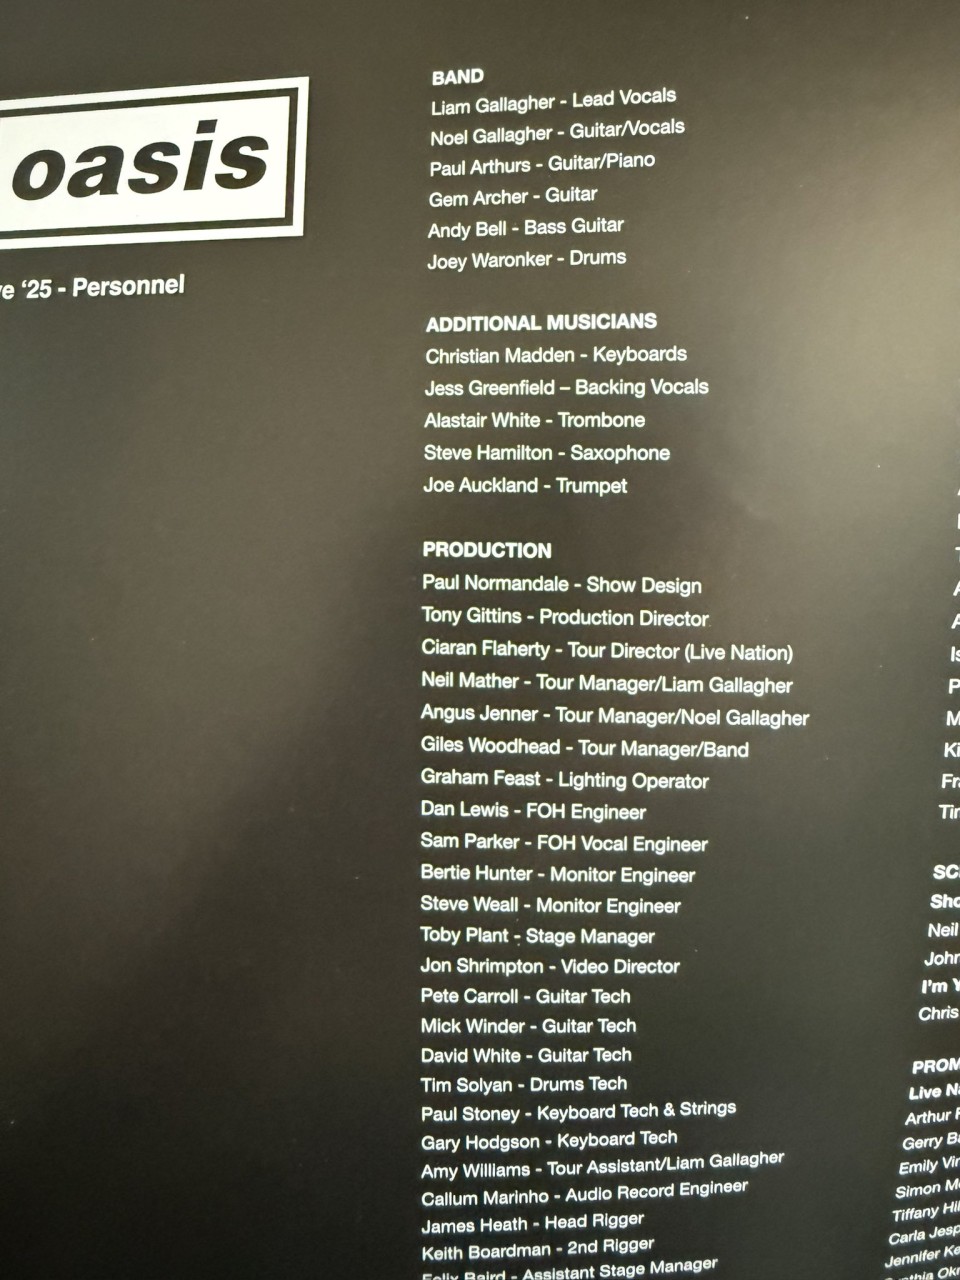 oasis
'25 - Personnel
BAND
Liam Gallagher - Lead Vocals
Noel Gallagher - Guitar/Vocals
Paul Arthurs - Guitar/Piano
Gem Archer - Guitar
Andy Bell - Bass Guitar
Joey Waronker - Drums
ADDITIONAL MUSICIANS
Christian Madden - Keyboards
Jess Greenfield – Backing Vocals
Alastair White - Trombone
Steve Hamilton - Saxophone
Joe Auckland - Trumpet
PRODUCTION
Paul Normandale - Show Design
Tony Gittins - Production Director
Ciaran Flaherty - Tour Director (Live Nation)
Neil Mather - Tour Manager/Liam Gallagher
Angus Jenner - Tour Manager/Noel Gallagher
Giles Woodhead - Tour Manager/Band
Graham Feast - Lighting Operator
Dan Lewis - FOH Engineer
Sam Parker - FOH Vocal Engineer
Bertie Hunter - Monitor Engineer
Steve Weall - Monitor Engineer
Toby Plant - Stage Manager
Jon Shrimpton - Video Director
Pete Carroll - Guitar Tech
Mick Winder - Guitar Tech
David White - Guitar Tech
Tim Solyan - Drums Tech
Paul Stoney - Keyboard Tech & Strings
Gary Hodgson - Keyboard Tech
Amy Williams - Tour Assistant/Liam Gallagher
Callum Marinho - Audio Record Engineer
James Heath - Head Rigger
Keith Boardman - 2nd Rigger
Felix Baird - Assistant Stage Manager
Neil
I'm
Chris
Live
Arthur
Gerry
Emily
Simon
Tiffany
Carla
Jennifer